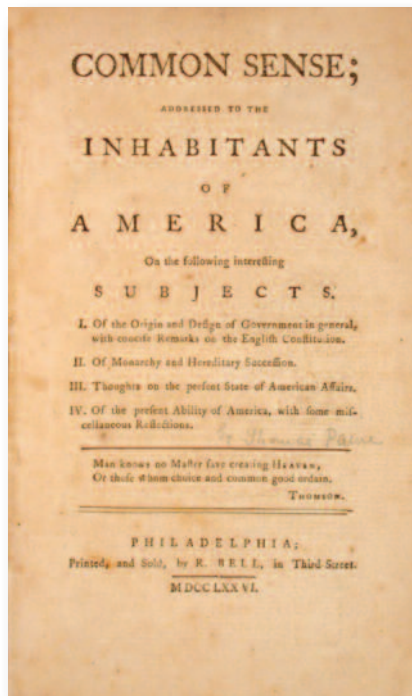 COMMON SENSE;
ADDRESSED TO THE
INHABITANTS
OF
AMERICA,
On the following interesting
SUBJECTS.
I. Of the Origin and Design of Government in general,
with concise Remarks on the English Constitution.
II. Of Monarchy and Hereditary Succession.
III. Thoughts on the present State of American Affairs.
IV. Of the present Ability of America, with some mis-
cellaneous Reflections.
by Thomas Paine
Man knows no Master save creating HEAVEN,
Or those whom choice and common good ordain.
THOMSON.
PHILADELPHIA;
Printed, and Sold, by R. BELL, in Third-Street.
MDCCLXXVI.